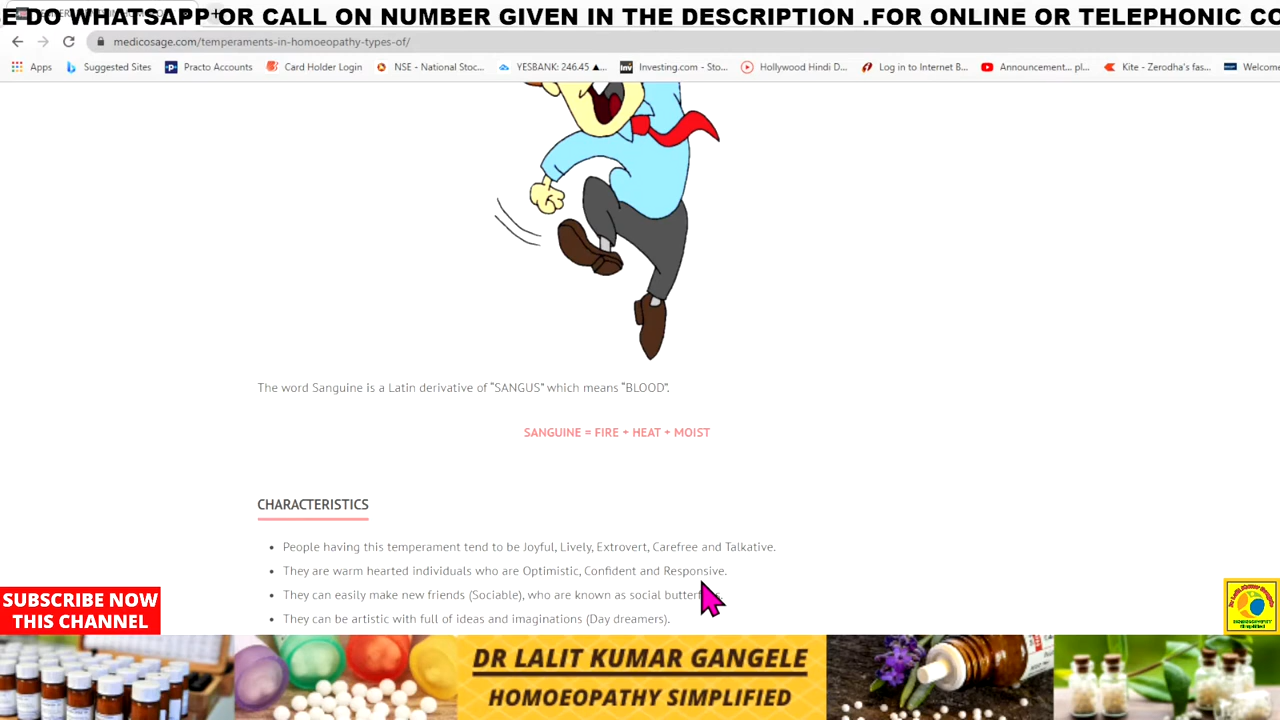 E DO WHATSAPP OR CALL ON NUMBER GIVEN IN THE DESCRIPTION .FOR ONLINE OR TELEPHONIC CO
medicosage.com/temperaments-in-homoeopathy-types-of/
Apps Suggested Sites Practo Accounts Card Holder Login NSE - National Stoc... YESBANK: 246.45 ▲... Investing.com - Sto... Hollywood Hindi D... Log in to Internet B... Announcement... pl... Kite - Zerodha's fas... Welcome
The word Sanguine is a Latin derivative of "SANGUS" which means "BLOOD".
SANGUINE = FIRE + HEAT + MOIST
CHARACTERISTICS
• People having this temperament tend to be Joyful, Lively, Extrovert, Carefree and Talkative.
• They are warm hearted individuals who are Optimistic, Confident and Responsive.
• They can easily make new friends (Sociable), who are known as social butterf
• They can be artistic with full of ideas and imaginations (Day dreamers).
SUBSCRIBE NOW
THIS CHANNEL
DR LALIT KUMAR GANGELE
HOMOEOPATHY SIMPLIFIED